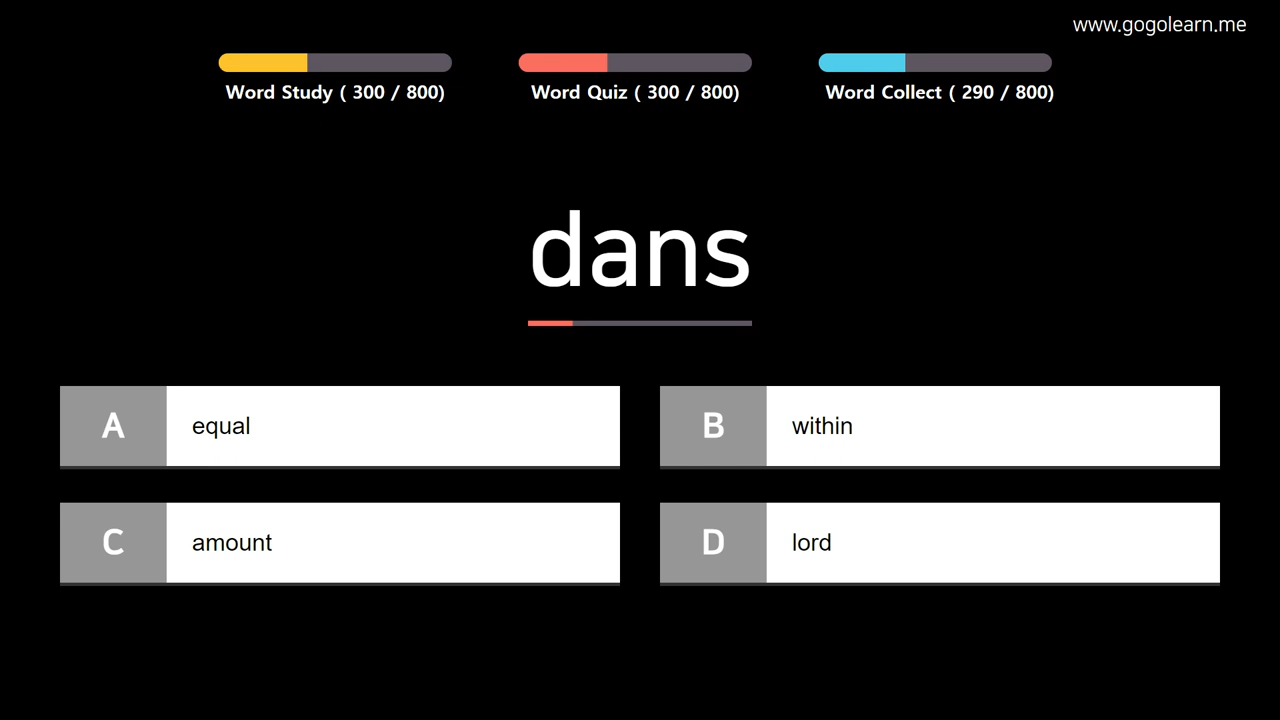 www.gogolearn.me
Word Study ( 300 / 800)
Word Quiz ( 300 / 800)
Word Collect ( 290 / 800)
dans
A equal
B within
C amount
D lord